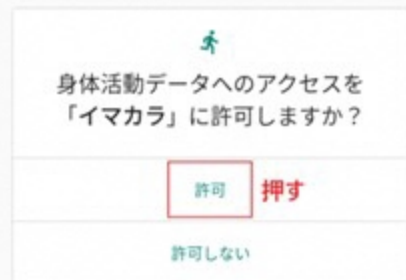 身体活動データへのアクセスを
「イマカラ」に許可しますか？
許可 押す
許可しない